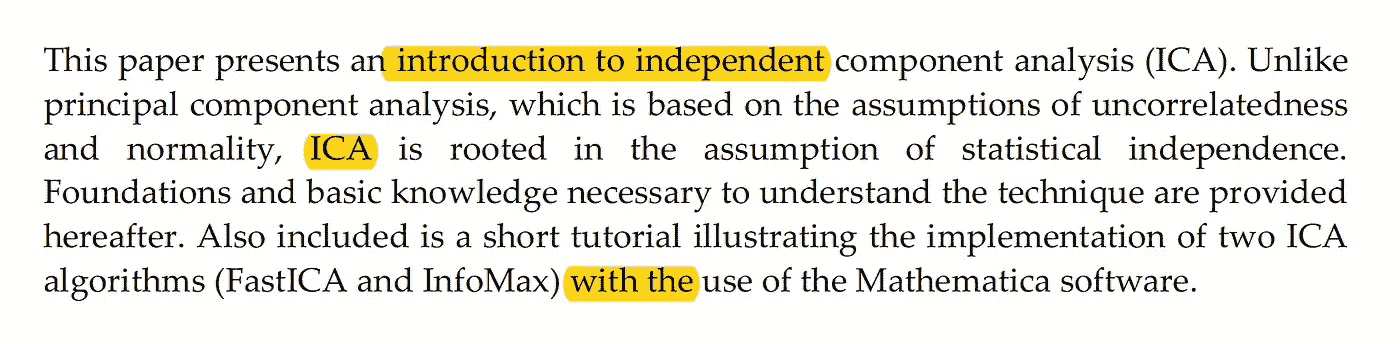 This paper presents an introduction to independent component analysis (ICA). Unlike
principal component analysis, which is based on the assumptions of uncorrelatedness
and normality, ICA is rooted in the assumption of statistical independence.
Foundations and basic knowledge necessary to understand the technique are provided
hereafter. Also included is a short tutorial illustrating the implementation of two ICA
algorithms (FastICA and InfoMax) with the use of the Mathematica software.